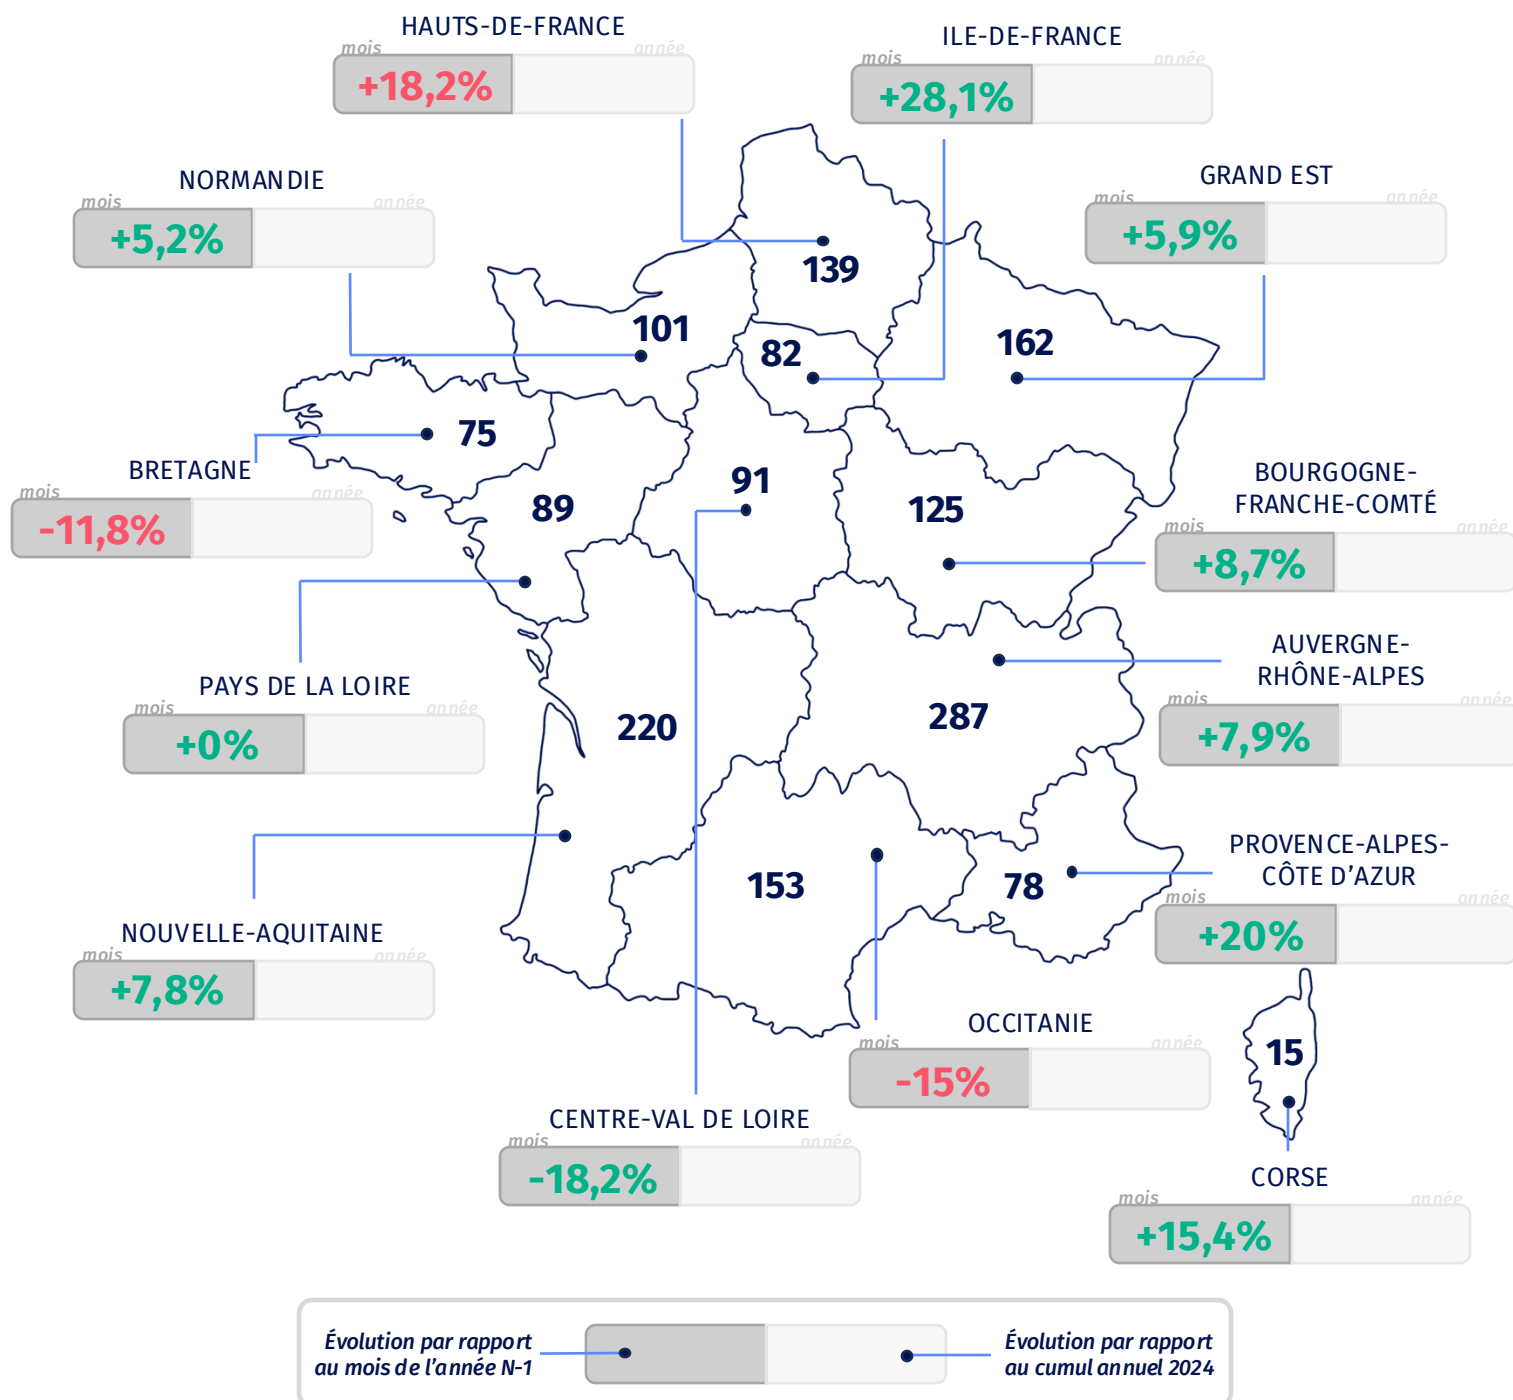 HAUTS-DE-FRANCE
mois année
+18,2%
ILE-DE-FRANCE
mois année
+28,1%
NORMANDIE
mois année
+5,2%
GRAND EST
mois année
+5,9%
139
101
82
162
75
BRETAGNE
mois année
-11,8%
89
91
125
BOURGOGNE-
FRANCHE-COMTÉ
mois année
+8,7%
PAYS DE LA LOIRE
mois année
+0%
220
287
AUVERGNE-
RHÔNE-ALPES
mois année
+7,9%
153
78
PROVENCE-ALPES-
CÔTE D'AZUR
mois année
+20%
NOUVELLE-AQUITAINE
mois année
+7,8%
OCCITANIE
mois année
-15%
15
CENTRE-VAL DE LOIRE
mois année
-18,2%
CORSE
mois année
+15,4%
Évolution par rapport
au mois de l'année N-1
Évolution par rapport
au cumul annuel 2024